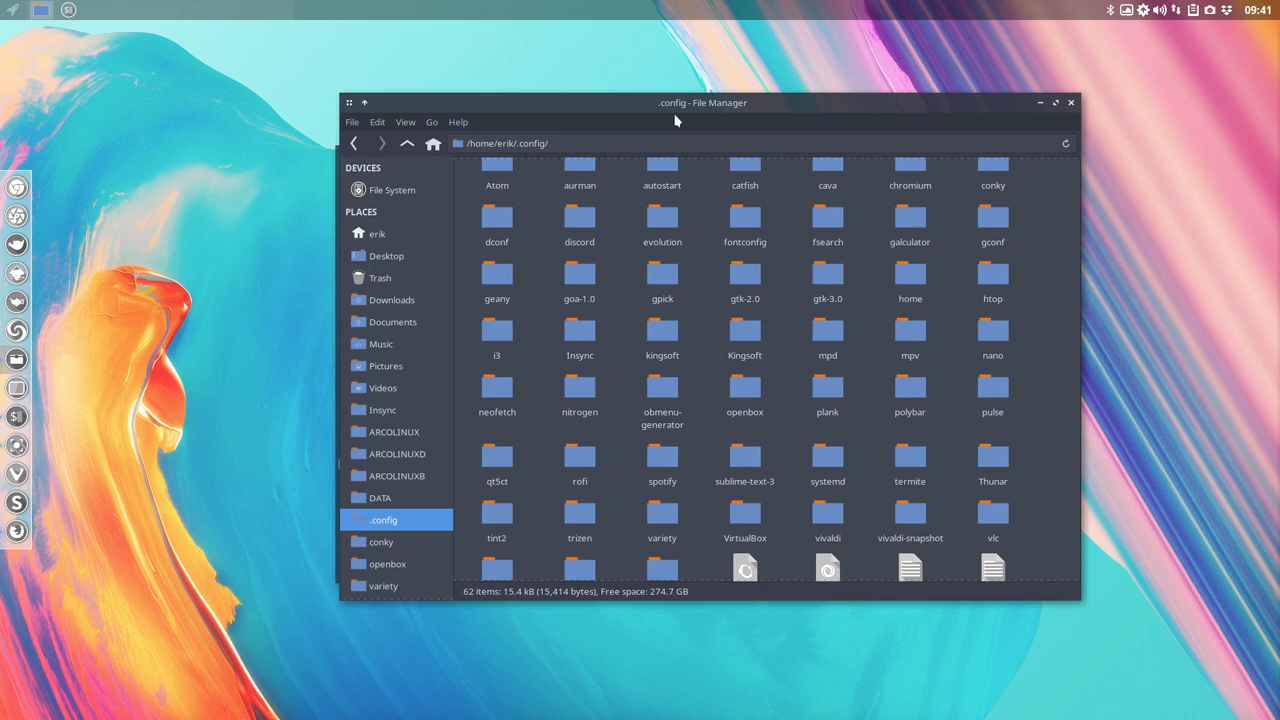 09:41
.config - File Manager
File Edit View Go Help
/home/erik/.config/
DEVICES
File System
PLACES
erik
Desktop
Trash
Downloads
Documents
Music
Pictures
Videos
Insync
ARCOLINUX
ARCOLINUXD
ARCOLINUXB
DATA
.config
conky
openbox
variety
Atom aurman autostart catfish cava chromium conky
dconf discord evolution fontconfig fsearch galculator gconf
geany goa-1.0 gpick gtk-2.0 gtk-3.0 home htop
i3 Insync kingsoft Kingsoft mpd mpv nano
neofetch nitrogen obmenu- openbox plank polybar pulse
generator
qt5ct rofi spotify sublime-text-3 systemd termite Thunar
tint2 trizen variety VirtualBox vivaldi vivaldi-snapshot vlc
62 items: 15.4 kB (15,414 bytes), Free space: 274.7 GB